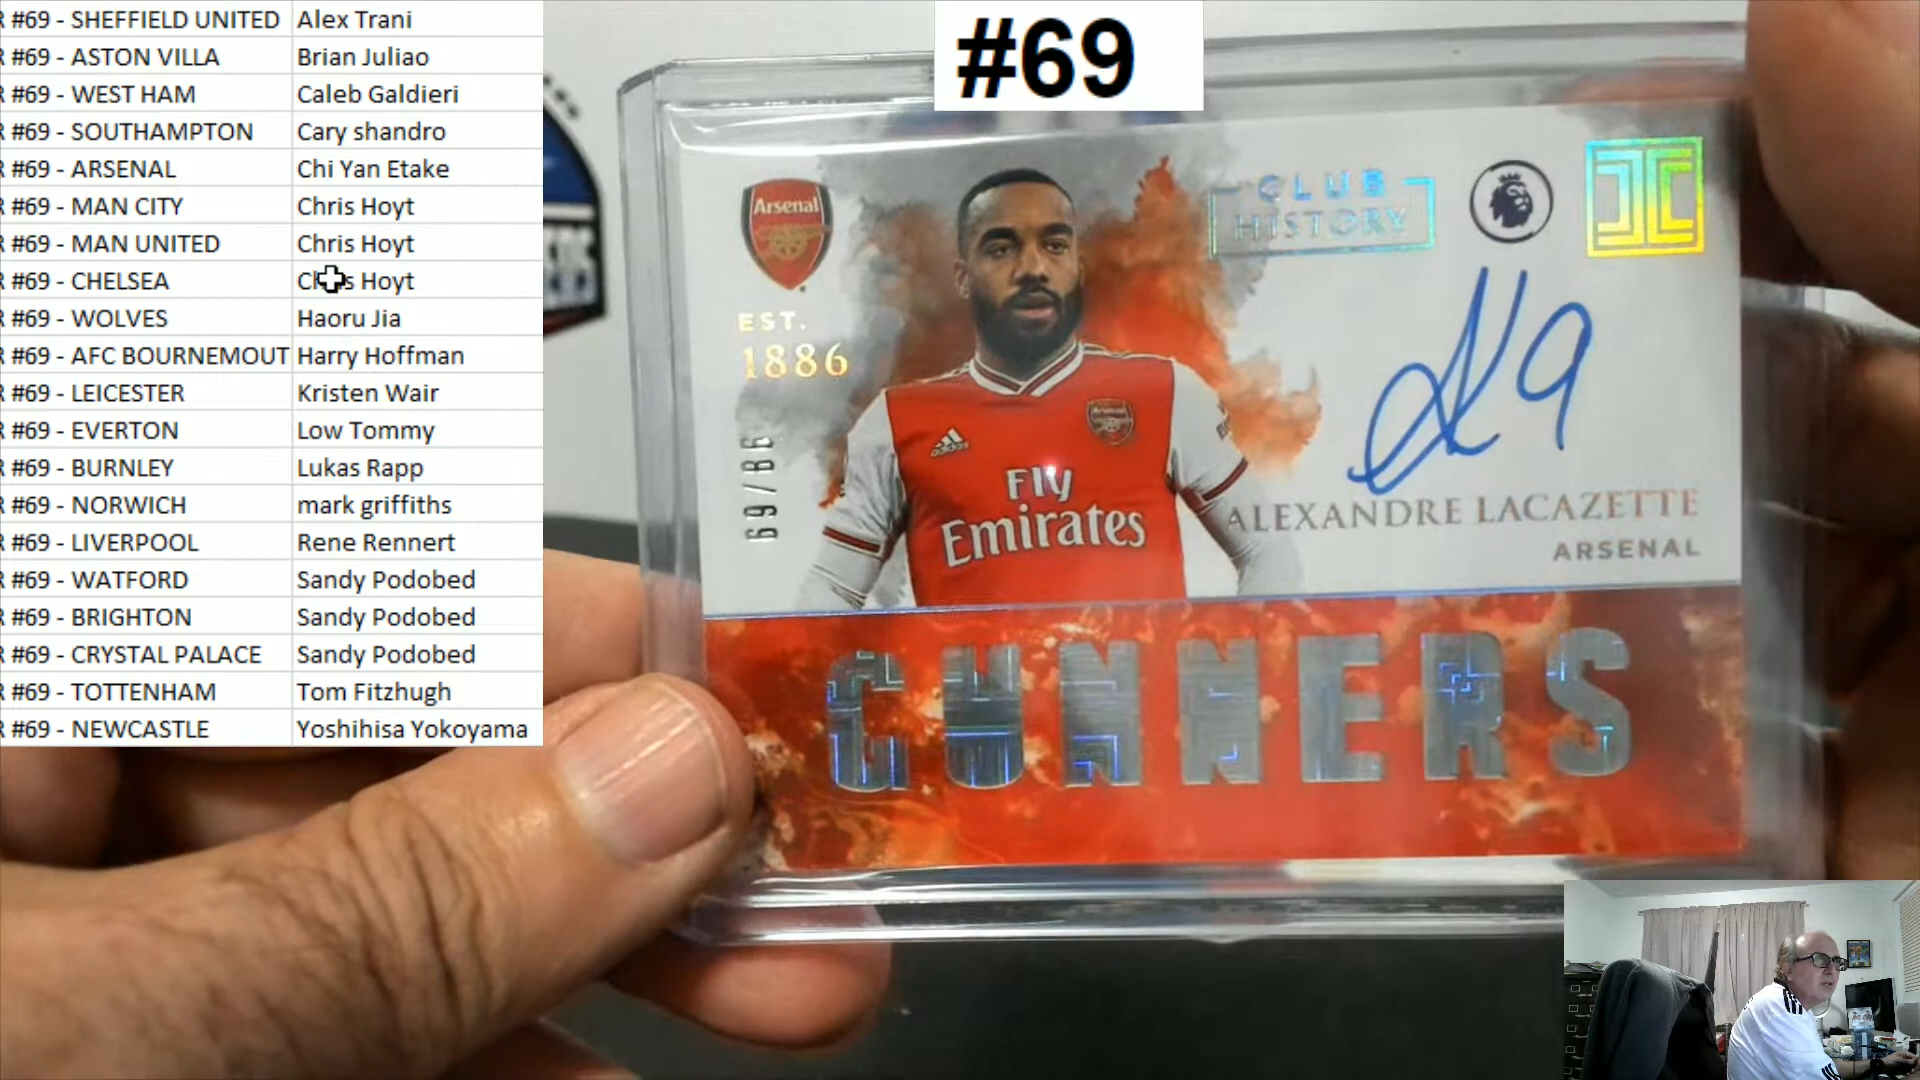 R #69 - SHEFFIELD UNITED Alex Trani
R #69 - ASTON VILLA Brian Juliao
R #69 - WEST HAM Caleb Galdieri
R #69 - SOUTHAMPTON Cary shandro
R #69 - ARSENAL Chi Yan Etake
R #69 - MAN CITY Chris Hoyt
R #69 - MAN UNITED Chris Hoyt
R #69 - CHELSEA Chris Hoyt
R #69 - WOLVES Haoru Jia
R #69 - AFC BOURNEMOUT Harry Hoffman
R #69 - LEICESTER Kristen Wair
R #69 - EVERTON Low Tommy
R #69 - BURNLEY Lukas Rapp
R #69 - NORWICH mark griffiths
R #69 - LIVERPOOL Rene Rennert
R #69 - WATFORD Sandy Podobed
R #69 - BRIGHTON Sandy Podobed
R #69 - CRYSTAL PALACE Sandy Podobed
R #69 - TOTTENHAM Tom Fitzhugh
R #69 - NEWCASTLE Yoshihisa Yokoyama
#69
Arsenal
CLUB
HISTORY
EST.
1886
adidas
Arsenal
Fly
Emirates
ALEXANDRE LACAZETTE
ARSENAL
GUNNERS